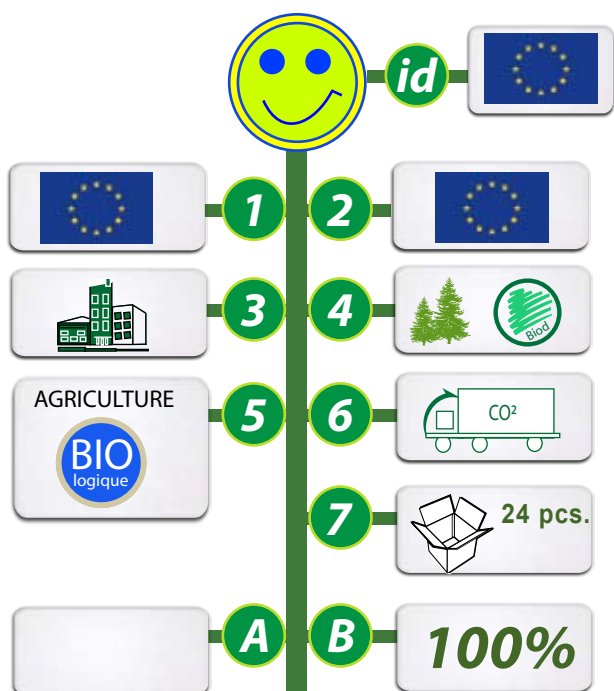 id
1
2
3
4
Biod
AGRICULTURE
BIO
logique
5
6
CO²
7
24 pcs.
A
B
100%